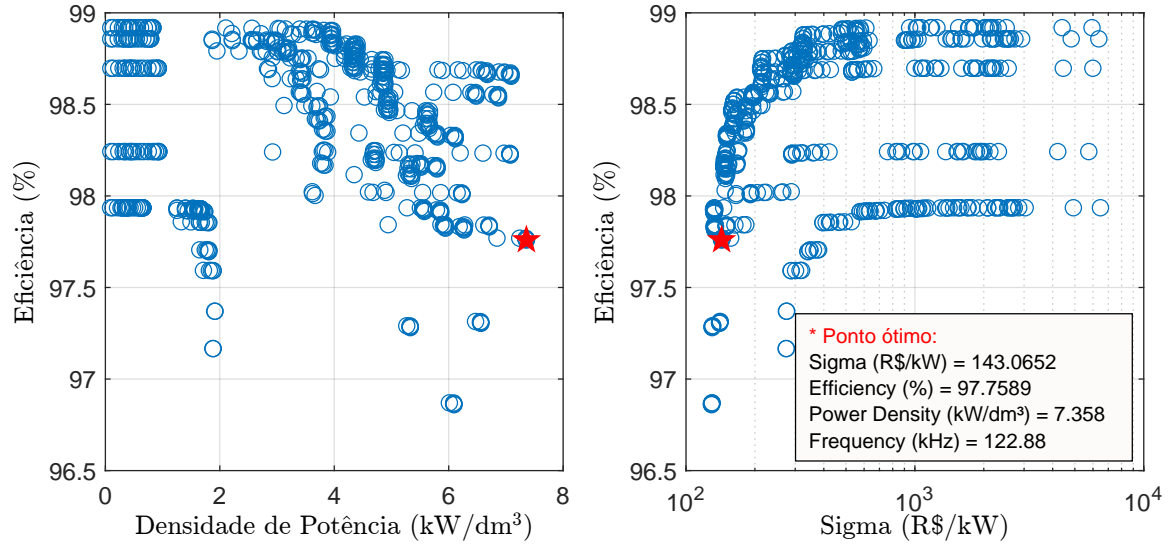 99
98.5
98
97.5
97
96.5
0
2
4
6
8
Eficiência (%)
Densidade de Potência (kW/dm³)
99
98.5
98
97.5
97
96.5
10²
10³
10⁴
Eficiência (%)
Sigma (R$/kW)
* Ponto ótimo:
Sigma (R$/kW) = 143.0652
Efficiency (%) = 97.7589
Power Density (kW/dm³) = 7.358
Frequency (kHz) = 122.88